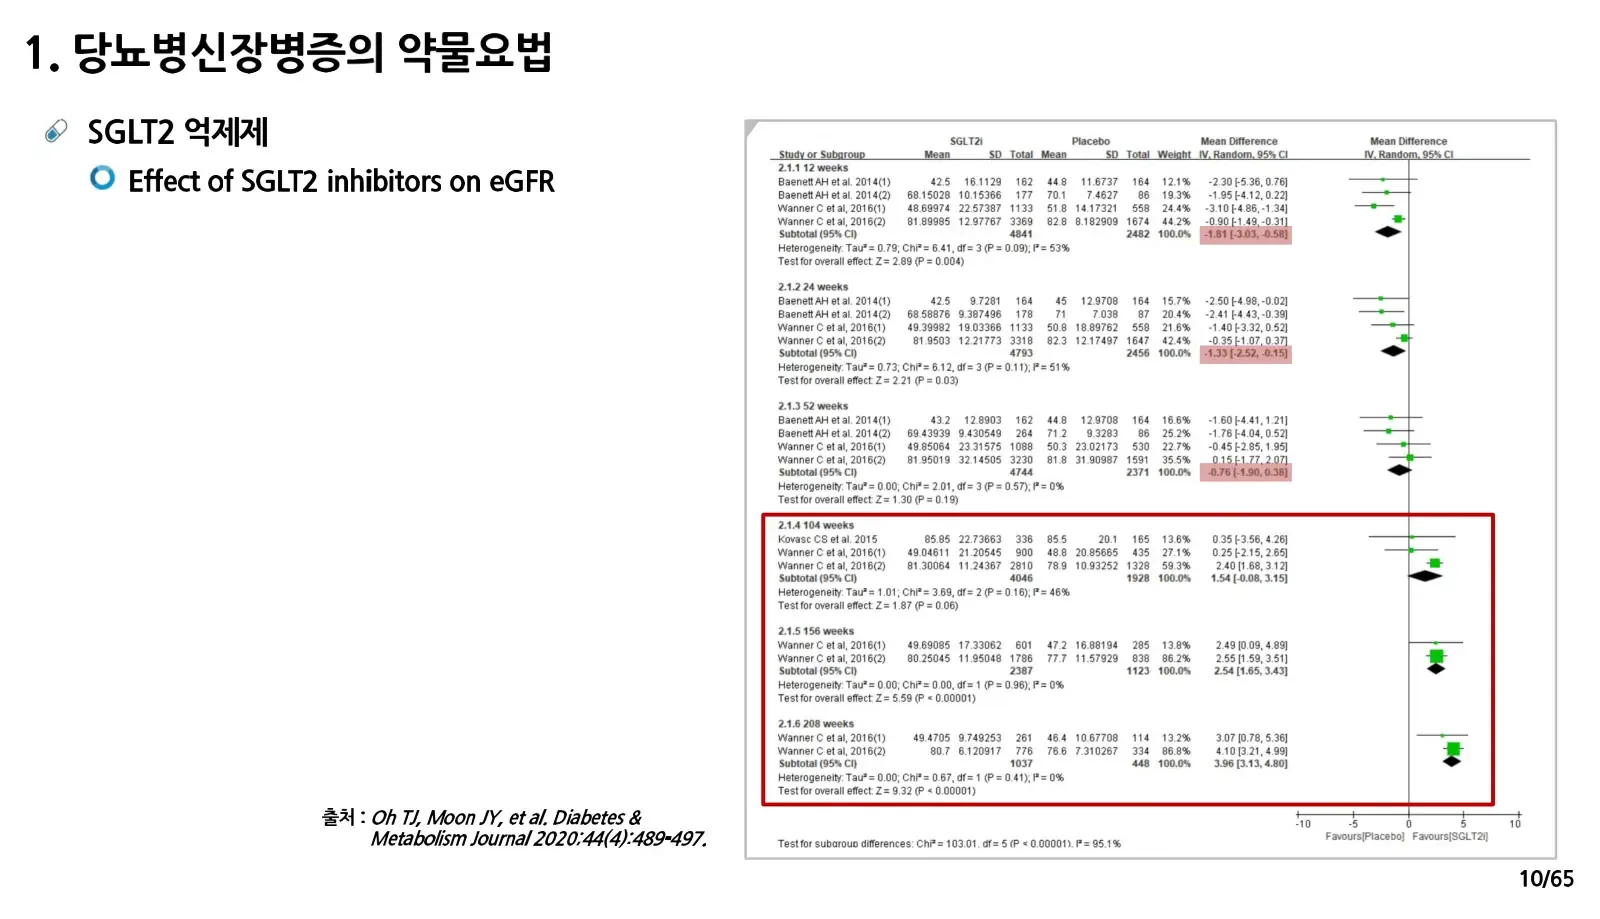 1. 당뇨병신장병증의 약물요법
SGLT2 억제제
Effect of SGLT2 inhibitors on eGFR
SGLT2i Placebo Mean Difference Mean Difference
Study or Subgroup Mean SD Total Mean SD Total Weight IV, Random, 95% CI IV, Random, 95% CI
2.1.1 12 weeks
Baenett AH et al. 2014(1) 42.5 16.1129 162 44.8 11.6737 164 12.1% -2.30 [-5.36, 0.76]
Baenett AH et al. 2014(2) 68.15028 10.15366 177 70.1 7.4627 86 19.3% -1.95 [-4.12, 0.22]
Wanner C et al, 2016(1) 48.69974 22.57387 1133 51.8 14.17321 558 24.4% -3.10 [-4.86, -1.34]
Wanner C et al, 2016(2) 81.89985 12.97767 3369 82.8 8.182909 1674 44.2% -0.90 [-1.49, -0.31]
Subtotal (95% CI) 4841 2482 100.0% -1.81 [-3.03, -0.58]
Heterogeneity: Tau² = 0.79; Chi² = 6.41, df = 3 (P = 0.09); I² = 53%
Test for overall effect: Z = 2.89 (P = 0.004)
2.1.2 24 weeks
Baenett AH et al. 2014(1) 42.5 9.7281 164 45 12.9708 164 15.7% -2.50 [-4.98, -0.02]
Baenett AH et al. 2014(2) 68.58876 9.387496 178 71 7.038 87 20.4% -2.41 [-4.43, -0.39]
Wanner C et al, 2016(1) 49.39982 19.03366 1133 50.8 18.89762 558 21.6% -1.40 [-3.32, 0.52]
Wanner C et al, 2016(2) 81.9503 12.21773 3318 82.3 12.17497 1647 42.4% -0.35 [-1.07, 0.37]
Subtotal (95% CI) 4793 2456 100.0% -1.33 [-2.52, -0.15]
Heterogeneity: Tau² = 0.73; Chi² = 6.12, df = 3 (P = 0.11); I² = 51%
Test for overall effect: Z = 2.21 (P = 0.03)
2.1.3 52 weeks
Baenett AH et al. 2014(1) 43.2 12.8903 162 44.8 12.9708 164 16.6% -1.60 [-4.41, 1.21]
Baenett AH et al. 2014(2) 69.43939 9.430549 264 71.2 9.3283 86 25.2% -1.76 [-4.04, 0.52]
Wanner C et al, 2016(1) 49.85064 23.31575 1088 50.3 23.02173 530 22.7% -0.45 [-2.85, 1.95]
Wanner C et al, 2016(2) 81.95019 32.14505 3230 81.8 31.90987 1591 35.5% 0.15 [-1.77, 2.07]
Subtotal (95% CI) 4744 2371 100.0% -0.76 [-1.90, 0.38]
Heterogeneity: Tau² = 0.00; Chi² = 2.01, df = 3 (P = 0.57); I² = 0%
Test for overall effect: Z = 1.30 (P = 0.19)
2.1.4 104 weeks
Kovasc CS et al. 2015 85.85 22.73663 336 85.5 20.1 165 13.6% 0.35 [-3.56, 4.26]
Wanner C et al, 2016(1) 49.04611 21.20545 900 48.8 20.85665 435 27.1% 0.25 [-2.15, 2.65]
Wanner C et al, 2016(2) 81.30064 11.24367 2810 78.9 10.93252 1328 59.3% 2.40 [1.68, 3.12]
Subtotal (95% CI) 4046 1928 100.0% 1.54 [-0.08, 3.15]
Heterogeneity: Tau² = 1.01; Chi² = 3.69, df = 2 (P = 0.16); I² = 46%
Test for overall effect: Z = 1.87 (P = 0.06)
2.1.5 156 weeks
Wanner C et al, 2016(1) 49.69085 17.33062 601 47.2 16.88194 285 13.8% 2.49 [0.09, 4.89]
Wanner C et al, 2016(2) 80.25045 11.95048 1786 77.7 11.57929 838 86.2% 2.55 [1.59, 3.51]
Subtotal (95% CI) 2387 1123 100.0% 2.54 [1.65, 3.43]
Heterogeneity: Tau² = 0.00; Chi² = 0.00, df = 1 (P = 0.96); I² = 0%
Test for overall effect: Z = 5.59 (P < 0.00001)
2.1.6 208 weeks
Wanner C et al, 2016(1) 49.4705 9.749253 261 46.4 10.67708 114 13.2% 3.07 [0.78, 5.36]
Wanner C et al, 2016(2) 80.7 6.120917 776 76.6 7.310267 334 86.8% 4.10 [3.21, 4.99]
Subtotal (95% CI) 1037 448 100.0% 3.96 [3.13, 4.80]
Heterogeneity: Tau² = 0.00; Chi² = 0.67, df = 1 (P = 0.41); I² = 0%
Test for overall effect: Z = 9.32 (P < 0.00001)
-10 -5 0 5 10
Favours[Placebo] Favours[SGLT2i]
Test for subgroup differences: Chi² = 103.01, df = 5 (P < 0.00001), I² = 95.1%
출처 : Oh TJ, Moon JY, et al. Diabetes &
Metabolism Journal 2020;44(4):489-497.
10/65